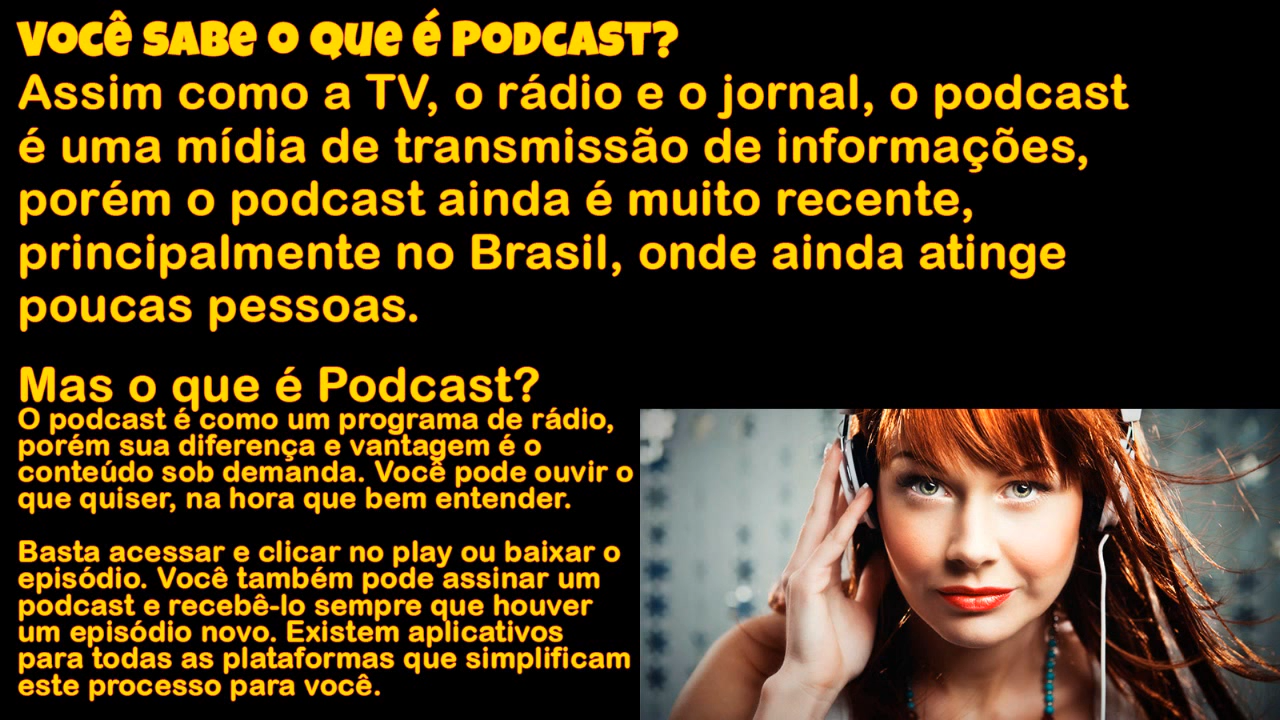 Você sabe o que é Podcast?
Assim como a TV, o rádio e o jornal, o podcast
é uma mídia de transmissão de informações,
porém o podcast ainda é muito recente,
principalmente no Brasil, onde ainda atinge
poucas pessoas.
Mas o que é Podcast?
O podcast é como um programa de rádio,
porém sua diferença e vantagem é o
conteúdo sob demanda. Você pode ouvir o
que quiser, na hora que bem entender.
Basta acessar e clicar no play ou baixar o
episódio. Você também pode assinar um
podcast e recebê-lo sempre que houver
um episódio novo. Existem aplicativos
para todas as plataformas que simplificam
este processo para você.